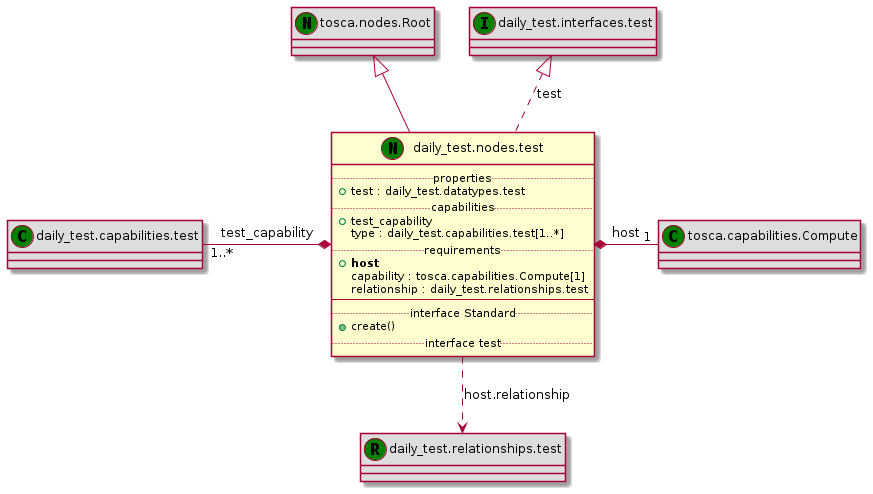 N tosca.nodes.Root
I daily_test.interfaces.test
test
N daily_test.nodes.test
properties
test : daily_test.datatypes.test
capabilities
test_capability
type : daily_test.capabilities.test[1..*]
requirements
host
capability : tosca.capabilities.Compute[1]
relationship : daily_test.relationships.test
interface Standard
create()
interface test
C daily_test.capabilities.test
test_capability
1..*
host 1
C tosca.capabilities.Compute
host.relationship
R daily_test.relationships.test